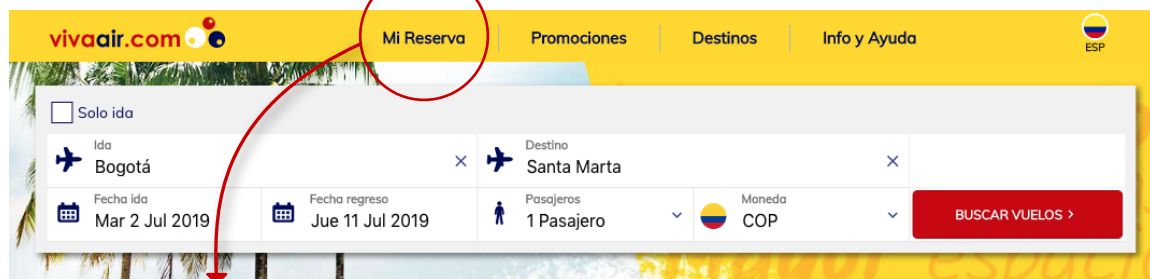 vivaair.com
Mi Reserva
Promociones
Destinos
Info y Ayuda
ESP
Solo ida
Ida
Bogotá
Destino
Santa Marta
Fecha ida
Mar 2 Jul 2019
Fecha regreso
Jue 11 Jul 2019
Pasajeros
1 Pasajero
Moneda
COP
BUSCAR VUELOS >